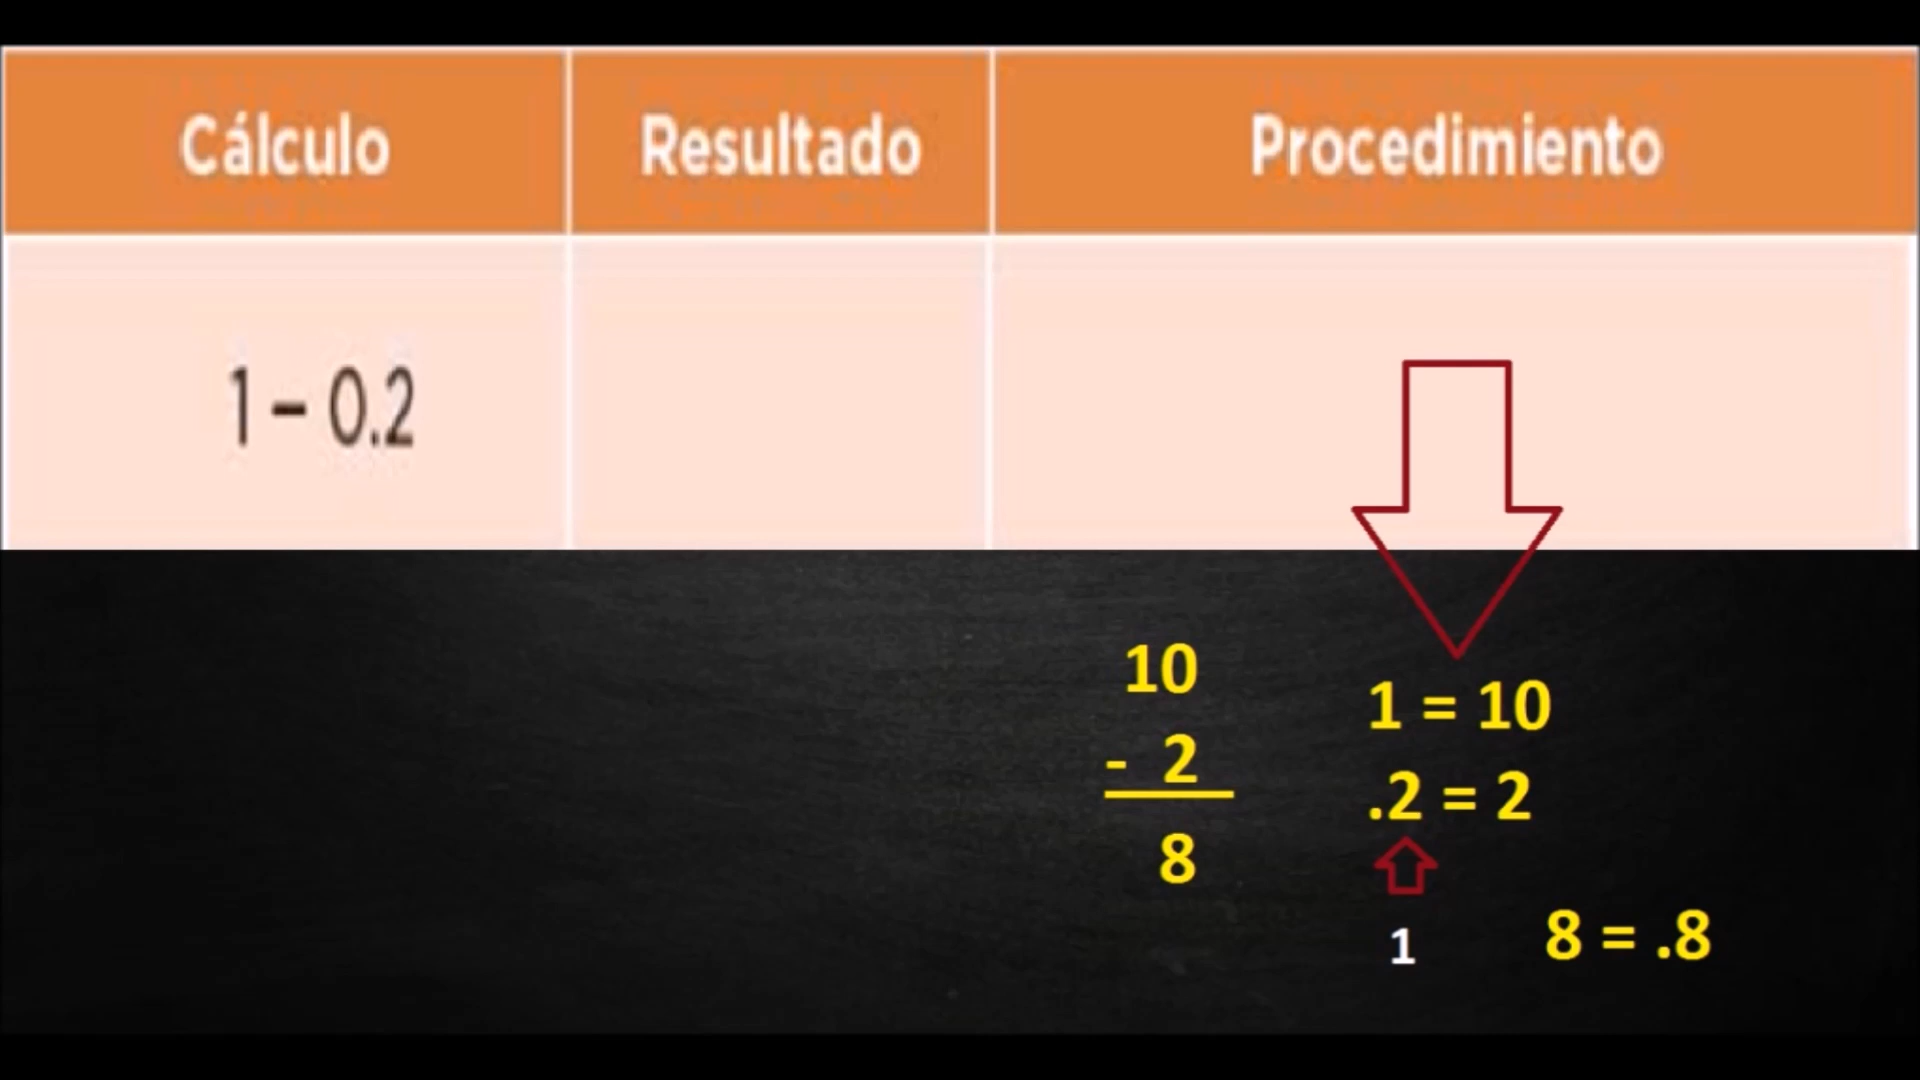 Cálculo Resultado Procedimiento
1 – 0.2
10
- 2
8
1 = 10
.2 = 2
1
8 = .8